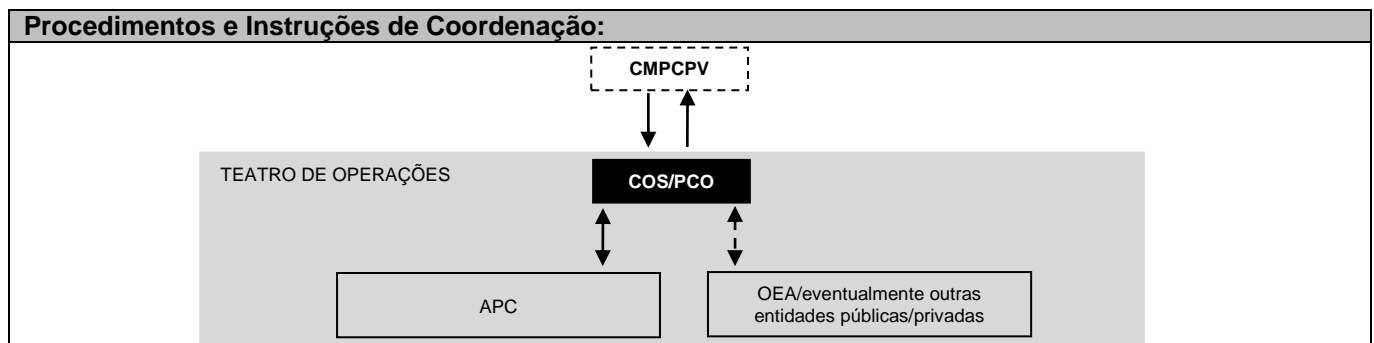 Procedimentos e Instruções de Coordenação:
CMPCPV
TEATRO DE OPERAÇÕES
COS/PCO
APC
OEA/eventualmente outras
entidades públicas/privadas